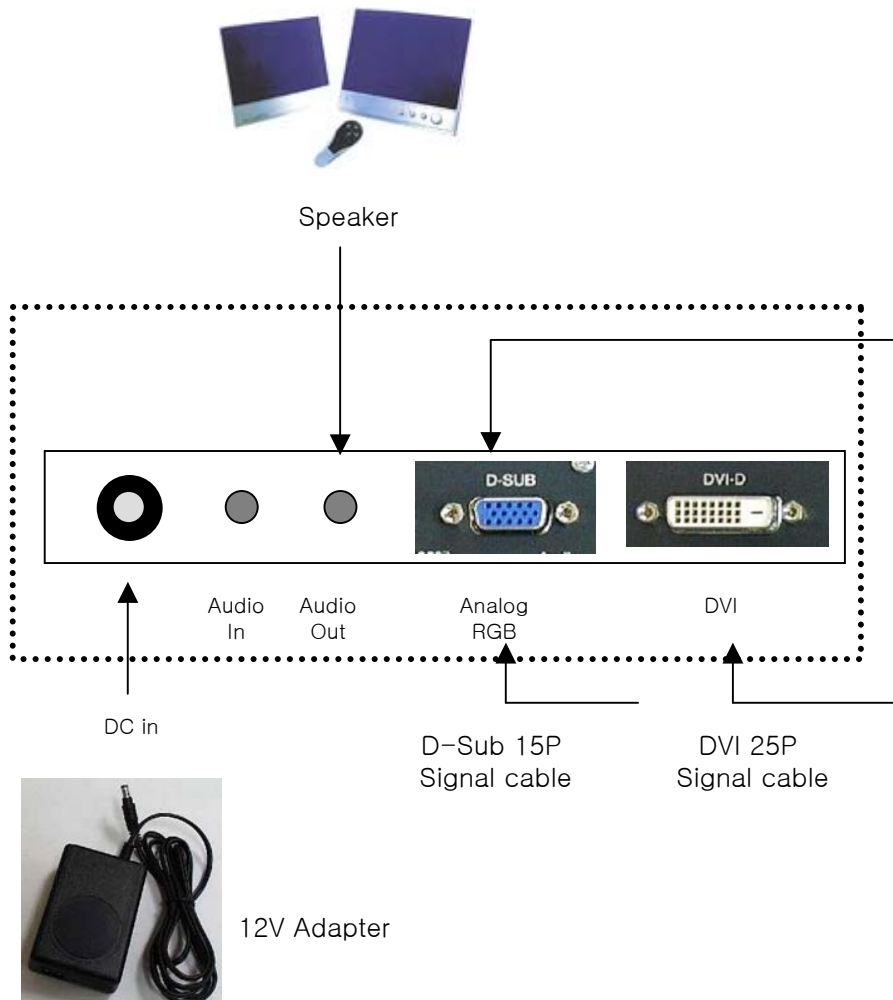 Speaker
D-SUB
DVI-D
Audio
In
Audio
Out
Analog
RGB
DVI
DC in
D-Sub 15P
Signal cable
DVI 25P
Signal cable
12V Adapter